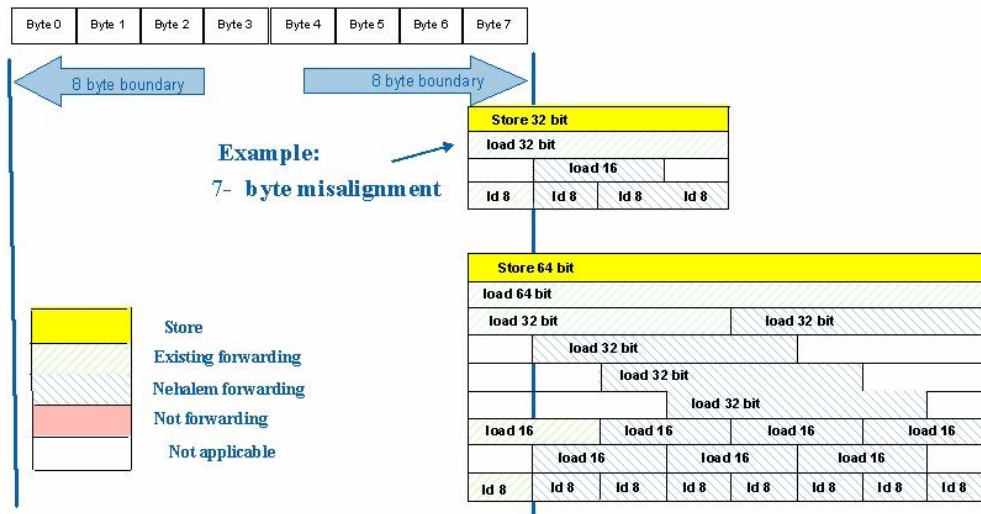 Byte 0 Byte 1 Byte 2 Byte 3 Byte 4 Byte 5 Byte 6 Byte 7
8 byte boundary 8 byte boundary
Store 32 bit
load 32 bit
Example:
load 16
7- byte misalignment
ld 8 ld 8 ld 8 ld 8
Store 64 bit
load 64 bit
load 32 bit load 32 bit
load 32 bit
load 32 bit
load 32 bit
load 16 load 16 load 16 load 16
load 16 load 16 load 16
ld 8 ld 8 ld 8 ld 8 ld 8 ld 8 ld 8 ld 8
Store
Existing forwarding
Nehalem forwarding
Not forwarding
Not applicable